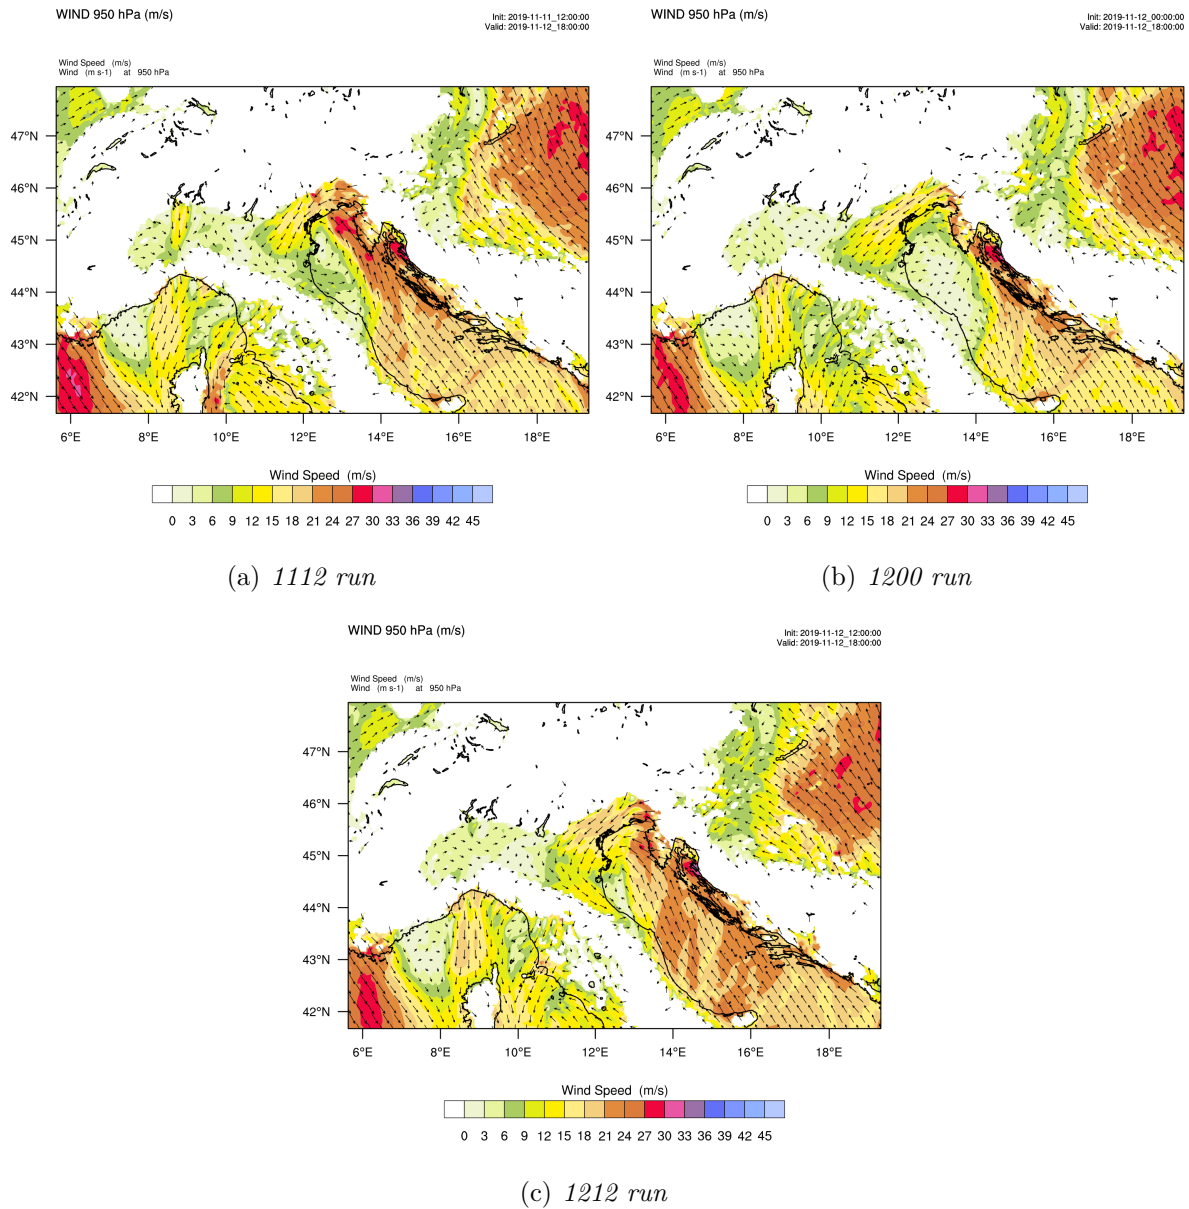 WIND 950 hPa (m/s)
Init: 2019-11-11_12:00:00
Valid: 2019-11-12_18:00:00
Wind Speed (m/s)
Wind (m s-1) at 950 hPa
47°N
46°N
45°N
44°N
43°N
42°N
6°E 8°E 10°E 12°E 14°E 16°E 18°E
Wind Speed (m/s)
0 3 6 9 12 15 18 21 24 27 30 33 36 39 42 45
(a) 1112 run
WIND 950 hPa (m/s)
Init: 2019-11-12_00:00:00
Valid: 2019-11-12_18:00:00
Wind Speed (m/s)
Wind (m s-1) at 950 hPa
47°N
46°N
45°N
44°N
43°N
42°N
6°E 8°E 10°E 12°E 14°E 16°E 18°E
Wind Speed (m/s)
0 3 6 9 12 15 18 21 24 27 30 33 36 39 42 45
(b) 1200 run
WIND 950 hPa (m/s)
Init: 2019-11-12_12:00:00
Valid: 2019-11-12_18:00:00
Wind Speed (m/s)
Wind (m s-1) at 950 hPa
47°N
46°N
45°N
44°N
43°N
42°N
6°E 8°E 10°E 12°E 14°E 16°E 18°E
Wind Speed (m/s)
0 3 6 9 12 15 18 21 24 27 30 33 36 39 42 45
(c) 1212 run